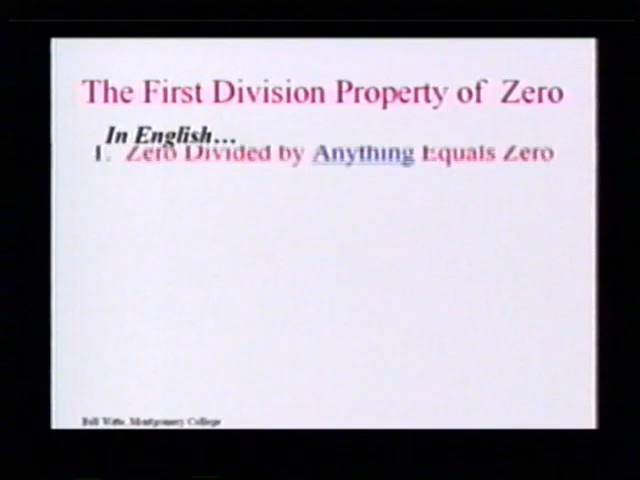 The First Division Property of Zero
In English...
1. Zero Divided by Anything Equals Zero
Bill Witte, Montgomery College